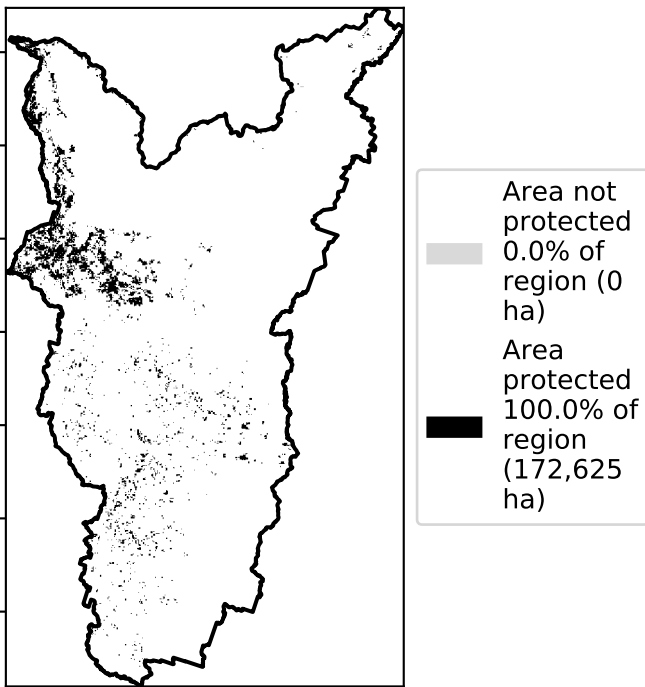 Area not
protected
0.0% of
region (0
ha)
Area
protected
100.0% of
region
(172,625
ha)